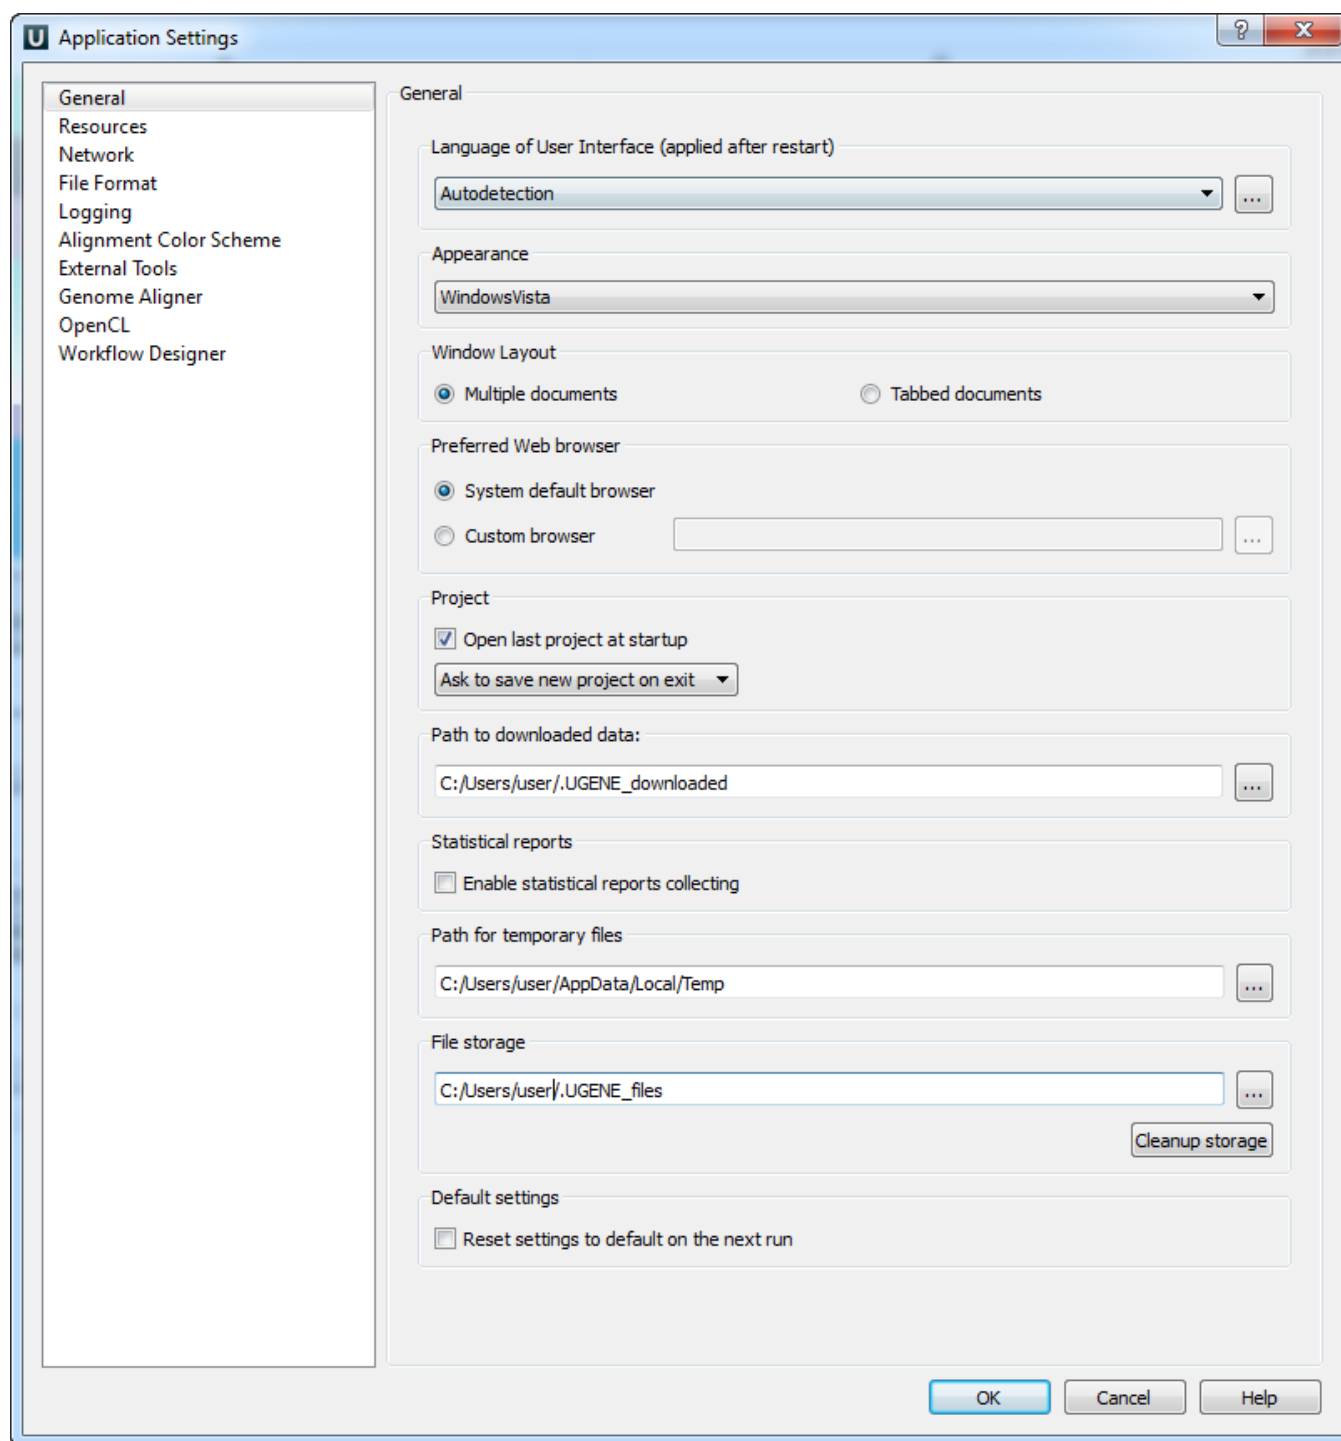 Application Settings
General
Resources
Network
File Format
Logging
Alignment Color Scheme
External Tools
Genome Aligner
OpenCL
Workflow Designer
General
Language of User Interface (applied after restart)
Autodetection
...
Appearance
WindowsVista
Window Layout
Multiple documents Tabbed documents
Preferred Web browser
System default browser
Custom browser ...
Project
Open last project at startup
Ask to save new project on exit
Path to downloaded data:
C:/Users/user/.UGENE_downloaded ...
Statistical reports
Enable statistical reports collecting
Path for temporary files
C:/Users/user/AppData/Local/Temp ...
File storage
C:/Users/user/.UGENE_files ...
Cleanup storage
Default settings
Reset settings to default on the next run
OK Cancel Help